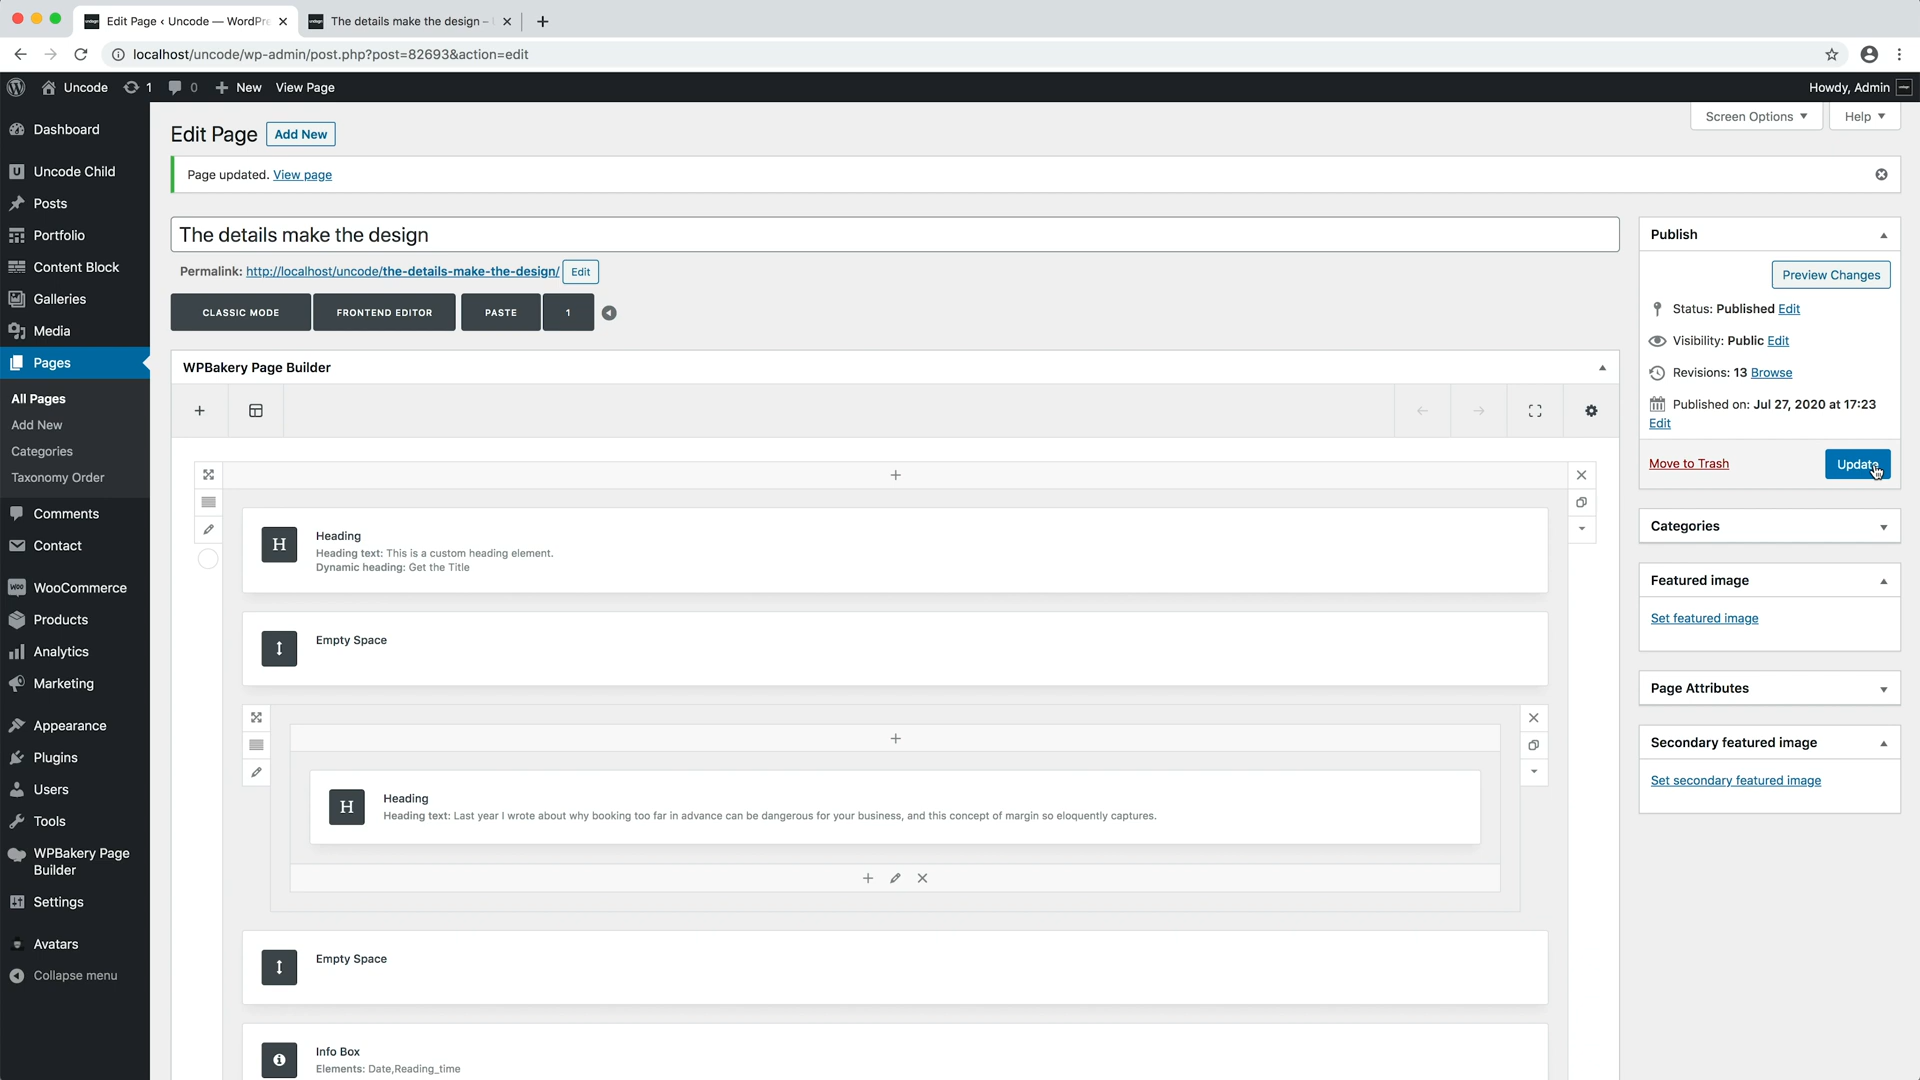 Edit Page ‹ Uncode — WordPre
The details make the design –
localhost/uncode/wp-admin/post.php?post=82693&action=edit
Uncode
1
0
New
View Page
Howdy, Admin
Dashboard
Uncode Child
Posts
Portfolio
Content Block
Galleries
Media
Pages
All Pages
Add New
Categories
Taxonomy Order
Comments
Contact
WooCommerce
Products
Analytics
Marketing
Appearance
Plugins
Users
Tools
WPBakery Page
Builder
Settings
Avatars
Collapse menu
Edit Page
Add New
Screen Options
Help
Page updated. View page
The details make the design
Permalink: http://localhost/uncode/the-details-make-the-design/
Edit
CLASSIC MODE
FRONTEND EDITOR
PASTE
1
WPBakery Page Builder
H
Heading
Heading text: This is a custom heading element.
Dynamic heading: Get the Title
Empty Space
H
Heading
Heading text: Last year I wrote about why booking too far in advance can be dangerous for your business, and this concept of margin so eloquently captures.
Empty Space
Info Box
Elements: Date,Reading_time
Publish
Preview Changes
Status: Published Edit
Visibility: Public Edit
Revisions: 13 Browse
Published on: Jul 27, 2020 at 17:23
Edit
Move to Trash
Update
Categories
Featured image
Set featured image
Page Attributes
Secondary featured image
Set secondary featured image